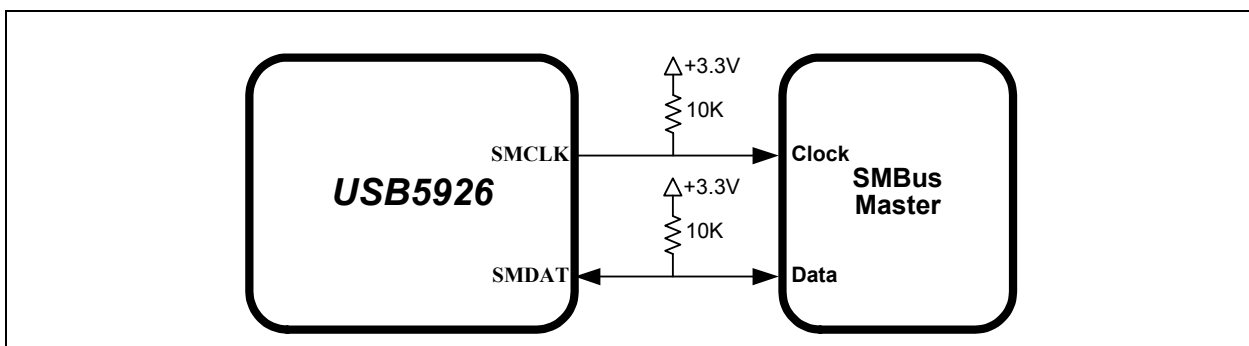 +3.3V
10K
SMCLK
Clock
USB5926
SMBus
Master
+3.3V
10K
SMDAT
Data